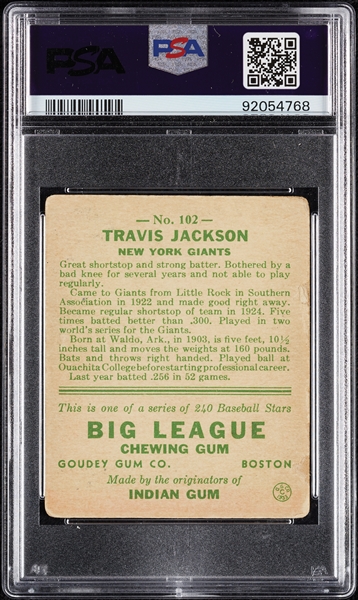 PSA
PSA
92054768
— No. 102 —
TRAVIS JACKSON
NEW YORK GIANTS
Great shortstop and strong batter. Bothered by a
bad knee for several years and not able to play
regularly.
Came to Giants from Little Rock in Southern
Association in 1922 and made good right away.
Became regular shortstop of team in 1924. Five
times batted better than .300. Played in two
world's series for the Giants.
Born at Waldo, Ark., in 1903, is five feet, 10½
inches tall and moves the weights at 160 pounds.
Bats and throws right handed. Played ball at
Ouachita College before starting professional career.
Last year batted .256 in 52 games.
This is one of a series of 240 Baseball Stars
BIG LEAGUE
CHEWING GUM
GOUDEY GUM CO. BOSTON
Made by the originators of
INDIAN GUM